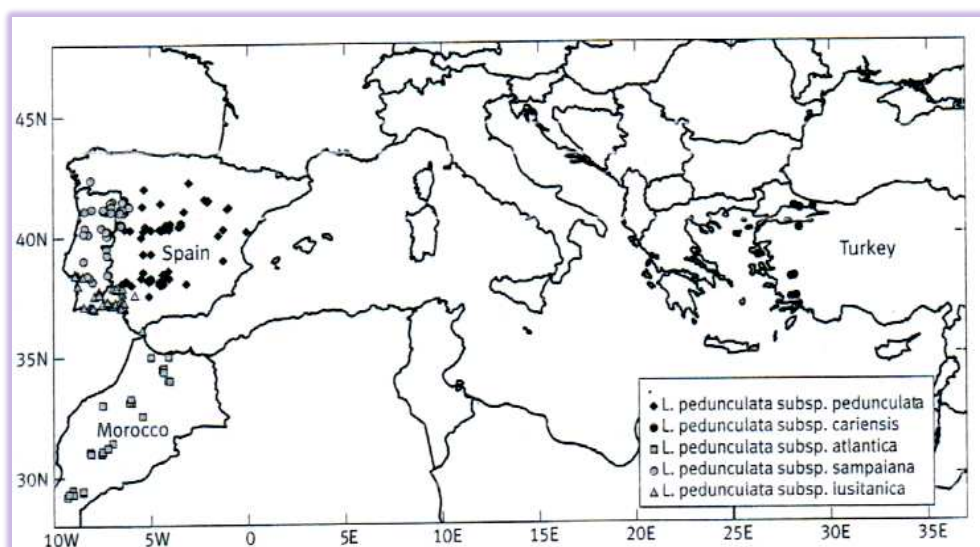 45N
40N
35N
30N
Spain
Turkey
Morocco
L. pedunculata subsp. pedunculata
L. pedunculata subsp. cariensis
L. pedunculata subsp. atlantica
L. pedunculata subsp. sampaiana
L. pedunculata subsp. iusitanica
10W 5W 0 5E 10E 15E 20E 25E 30E 35E